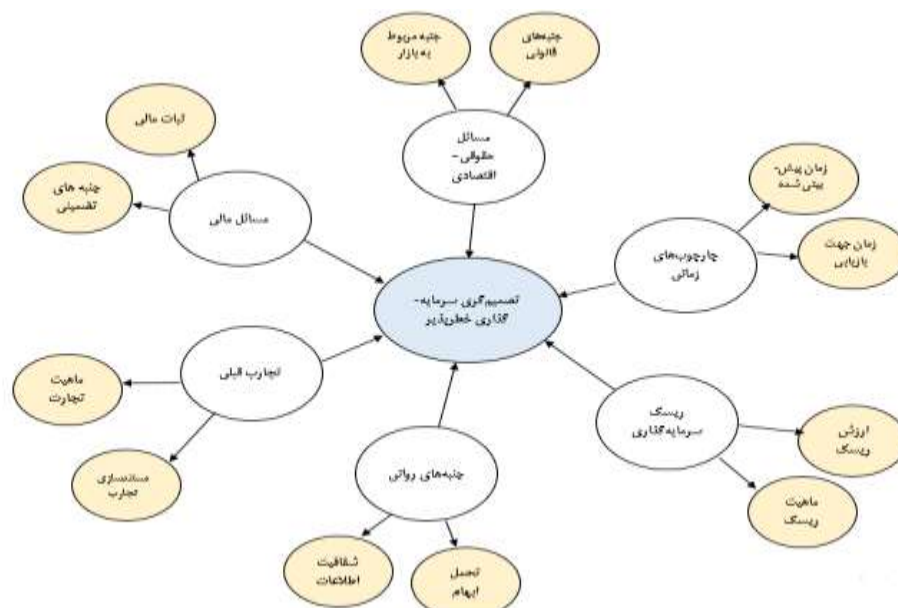 جنبه مربوط
به بازار
جنبه‌های
قانونی
مسائل
حقوقی-
اقتصادی
ثبات مالی
جنبه های
تضمینی
مسائل مالی
زمان پیش-
بینی شده
زمان جهت
بازیابی
چارچوب‌های
زمانی
تصمیم‌گری سرمایه-
گذاری خطرپذیر
تجارب قبلی
ماهیت
تجارت
مستندسازی
تجارب
ریسک
سرمایه‌گذاری
ارزش
ریسک
ماهیت
ریسک
جنبه‌های روانی
شفافیت
اطلاعات
تحمل
ابهام